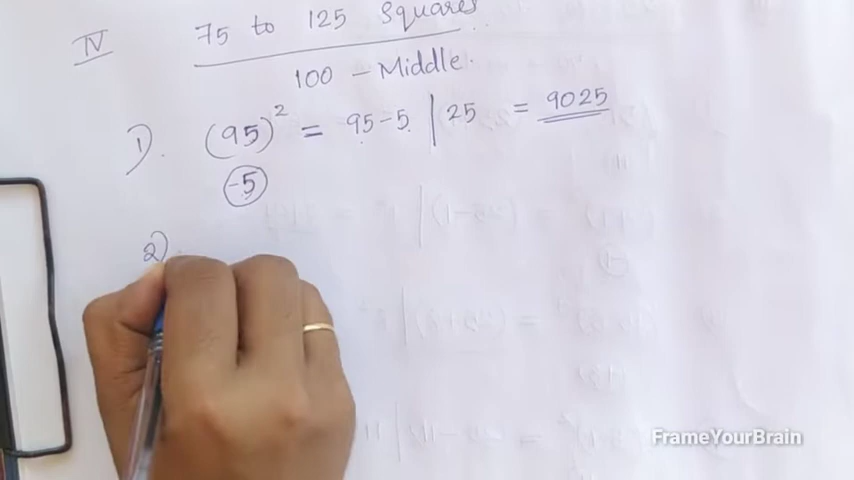 IV 75 to 125 Squares
100 - Middle.
1). (95)² = 95-5 | 25 = 9025
-5
2)
FrameYourBrain